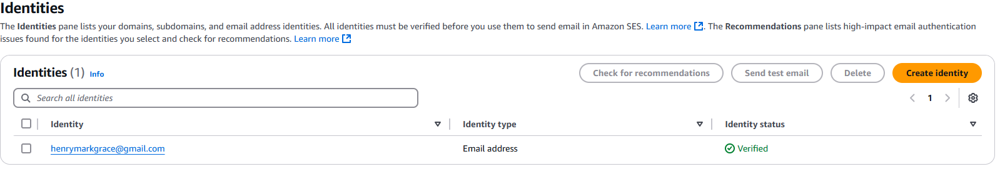 Identities
The Identities pane lists your domains, subdomains, and email address identities. All identities must be verified before you use them to send email in Amazon SES. Learn more . The Recommendations pane lists high-impact email authentication
issues found for the identities you select and check for recommendations. Learn more
Identities (1) Info Check for recommendations Send test email Delete Create identity
Search all identities 1
Identity Identity type Identity status
henrymarkgrace@gmail.com Email address Verified